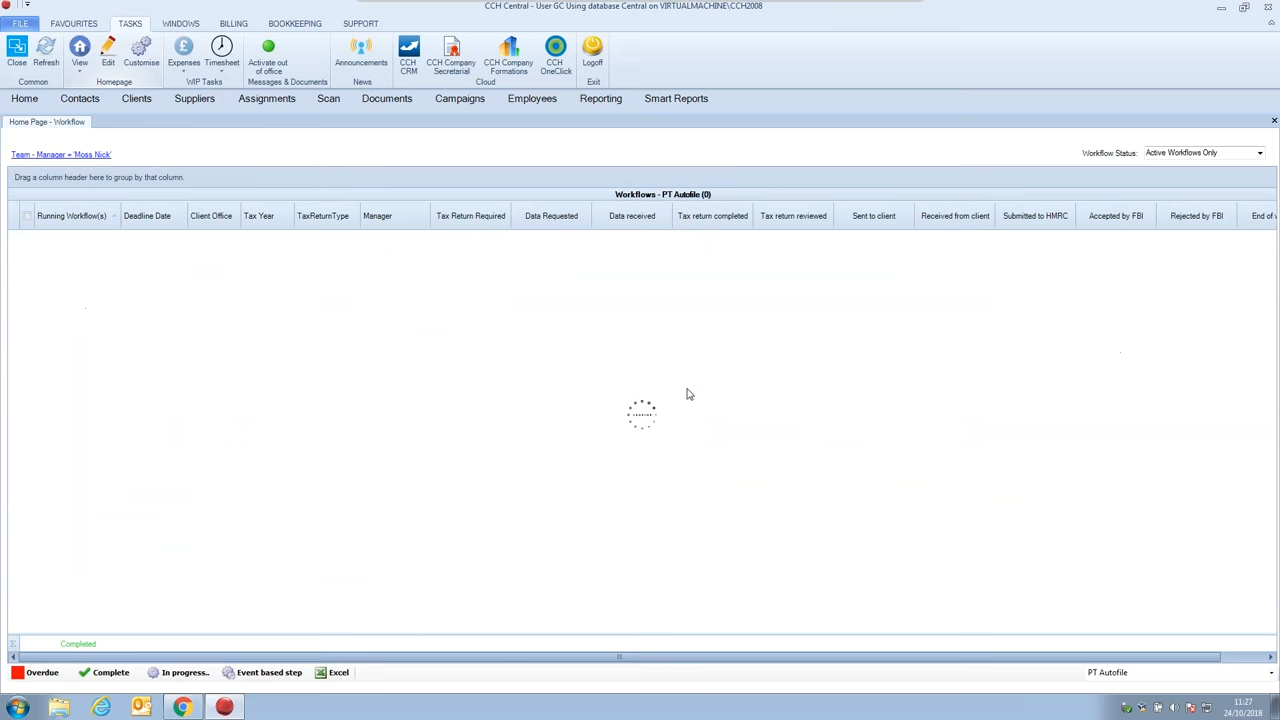 CCH Central - User GC Using database Central on VIRTUALMACHINE\CCH2008
FILE FAVOURITES TASKS WINDOWS BILLING BOOKKEEPING SUPPORT
Close Refresh View Edit Customise Expenses Timesheet Activate out of office Announcements CCH CRM CCH Company Secretarial CCH Company Formations CCH OneClick Logoff
Common Homepage WIP Tasks Messages & Documents News Cloud Exit
Home Contacts Clients Suppliers Assignments Scan Documents Campaigns Employees Reporting Smart Reports
Home Page - Workflow
Team - Manager = 'Moss Nick' Workflow Status: Active Workflows Only
Drag a column header here to group by that column.
Workflows - PT Autofile (0)
Running Workflow(s) Deadline Date Client Office Tax Year TaxReturnType Manager Tax Return Required Data Requested Data received Tax return completed Tax return reviewed Sent to client Received from client Submitted to HMRC Accepted by FBI Rejected by FBI End of
Σ Completed
Overdue Complete In progress.. Event based step Excel PT Autofile
11:27
24/10/2018